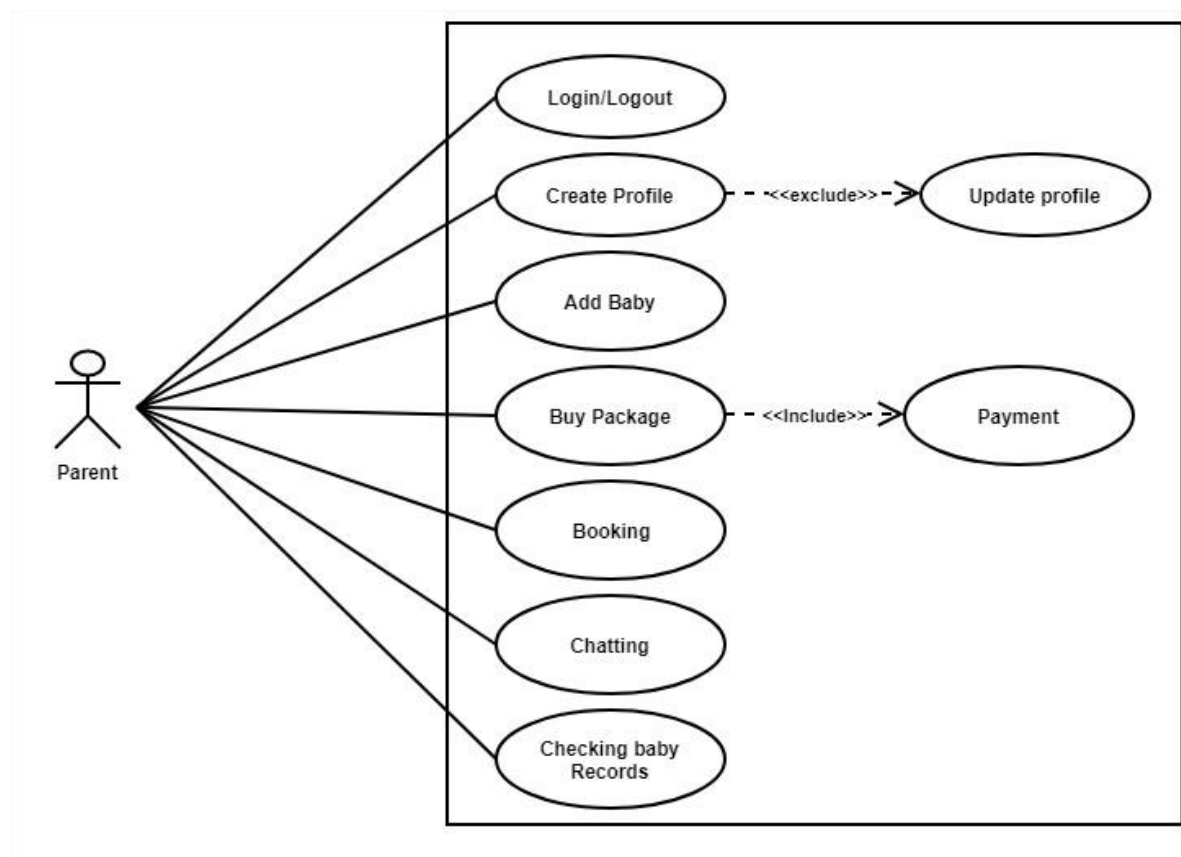 Login/Logout
Create Profile
<<exclude>>
Update profile
Add Baby
Buy Package
<<Include>>
Payment
Parent
Booking
Chatting
Checking baby
Records